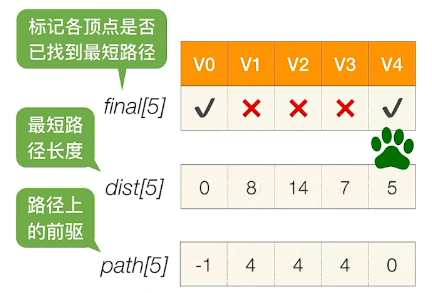 标记各顶点是否
已找到最短路径
V0 V1 V2 V3 V4
final[5] ✓ ✗ ✗ ✗ ✓
最短路
径长度
dist[5] 0 8 14 7 5
路径上
的前驱
path[5] -1 4 4 4 0